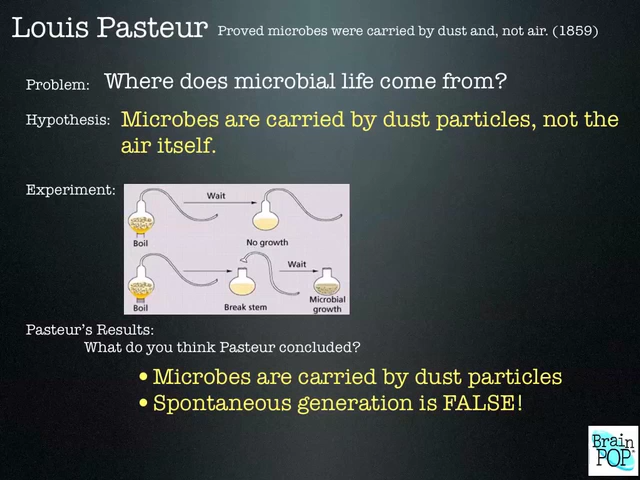 Louis Pasteur Proved microbes were carried by dust and, not air. (1859)
Problem: Where does microbial life come from?
Hypothesis: Microbes are carried by dust particles, not the
air itself.
Experiment:
Wait
Boil
No growth
Wait
Boil
Break stem
Microbial
growth
Pasteur's Results:
What do you think Pasteur concluded?
• Microbes are carried by dust particles
• Spontaneous generation is FALSE!
Brain
POP